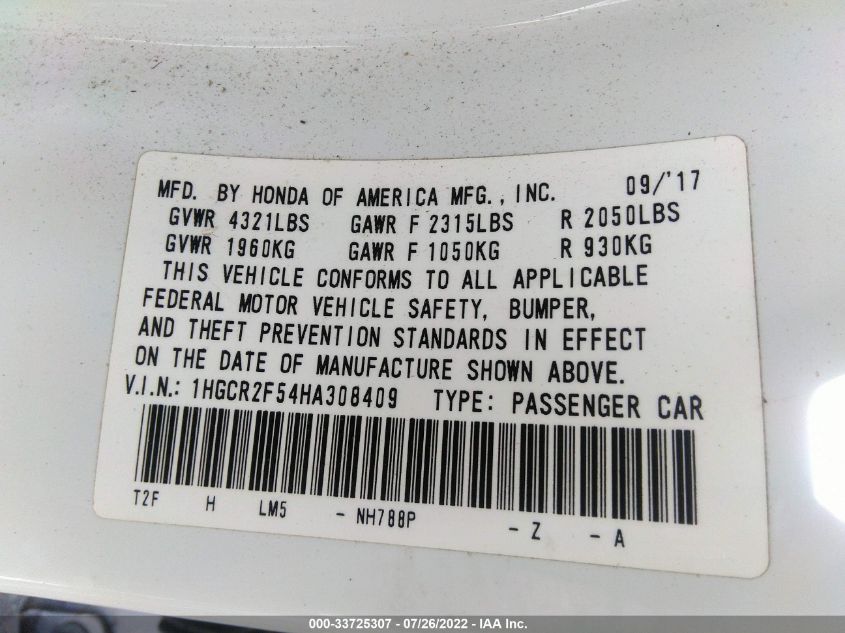 MFD. BY HONDA OF AMERICA MFG., INC. 09/'17
GVWR 4321LBS GAWR F 2315LBS R 2050LBS
GVWR 1960KG GAWR F 1050KG R 930KG
THIS VEHICLE CONFORMS TO ALL APPLICABLE
FEDERAL MOTOR VEHICLE SAFETY, BUMPER,
AND THEFT PREVENTION STANDARDS IN EFFECT
ON THE DATE OF MANUFACTURE SHOWN ABOVE.
V.I.N.: 1HGCR2F54HA308409 TYPE: PASSENGER CAR
T2F H LM5 - NH788P - Z - A
000-33725307 - 07/26/2022 - IAA Inc.